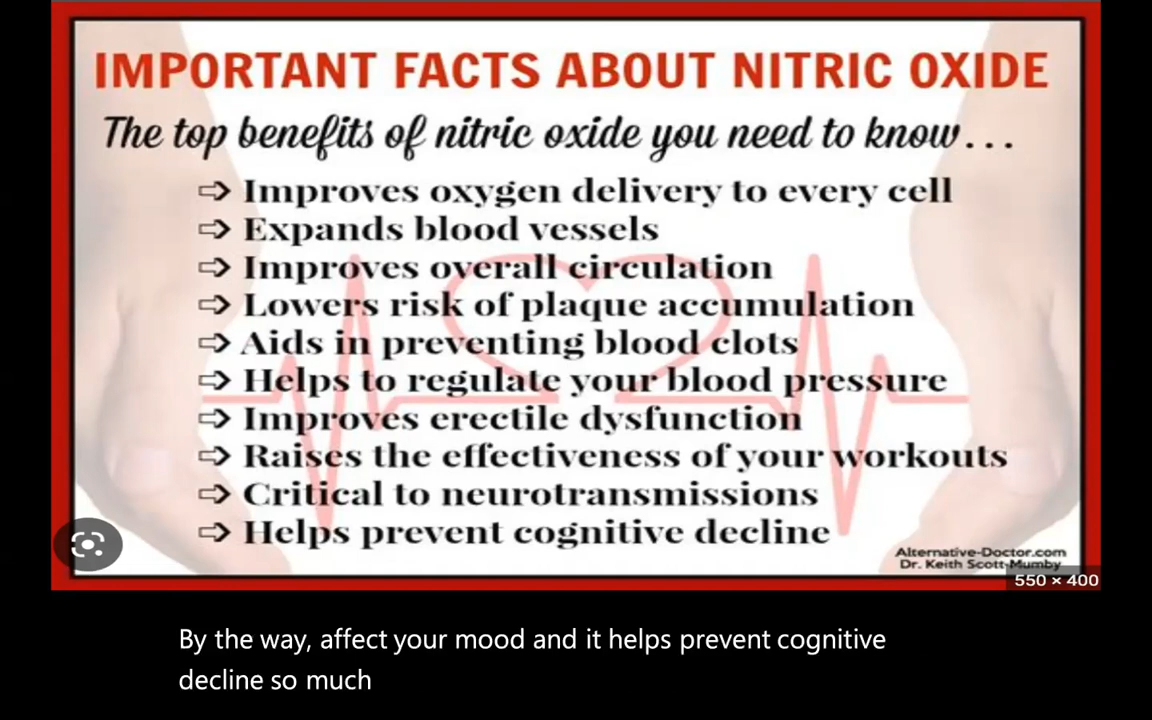 IMPORTANT FACTS ABOUT NITRIC OXIDE
The top benefits of nitric oxide you need to know...
⇨ Improves oxygen delivery to every cell
⇨ Expands blood vessels
⇨ Improves overall circulation
⇨ Lowers risk of plaque accumulation
⇨ Aids in preventing blood clots
⇨ Helps to regulate your blood pressure
⇨ Improves erectile dysfunction
⇨ Raises the effectiveness of your workouts
⇨ Critical to neurotransmissions
⇨ Helps prevent cognitive decline
Alternative-Doctor.com
Dr. Keith Scott-Mumby
550 × 400
By the way, affect your mood and it helps prevent cognitive
decline so much